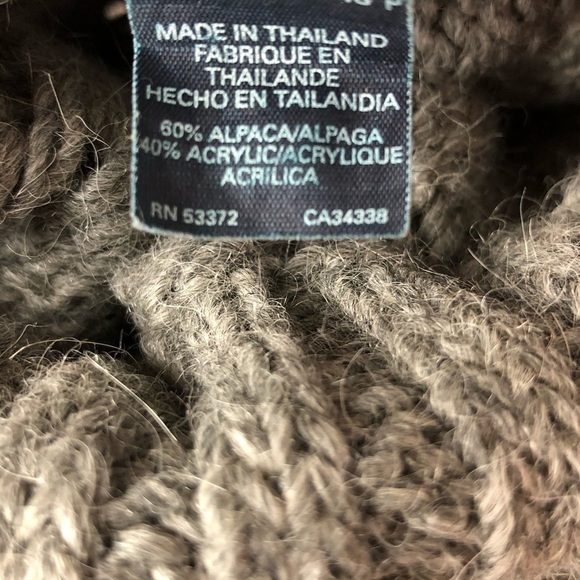 MADE IN THAILAND
FABRIQUE EN
THAILANDE
HECHO EN TAILANDIA
60% ALPACA/ALPAGA
40% ACRYLIC/ACRYLIQUE
ACRILICA
RN 53372 CA34338